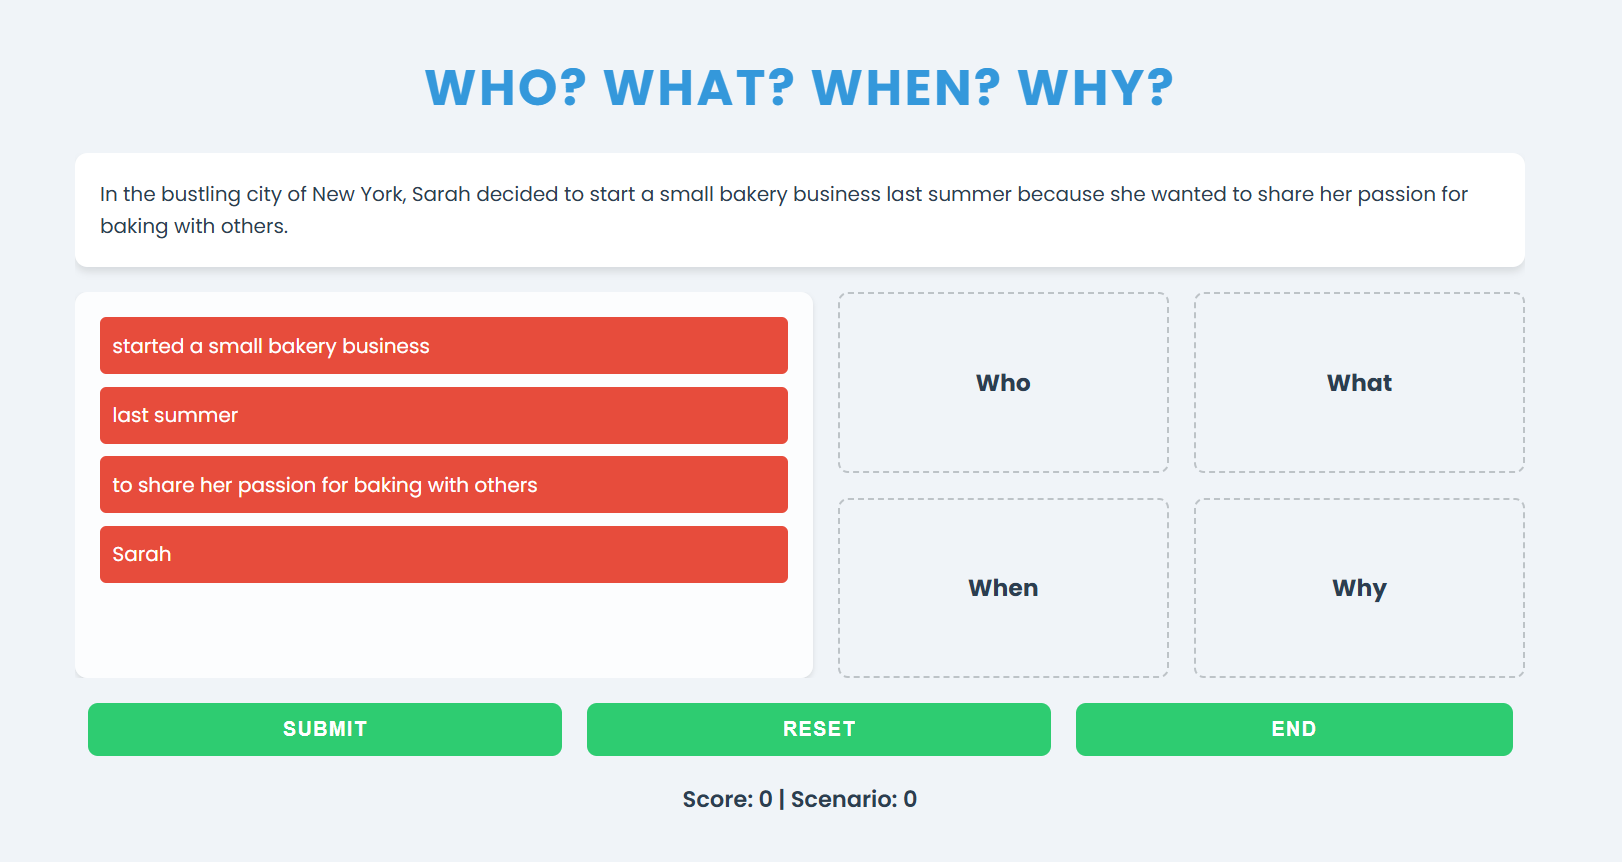 WHO? WHAT? WHEN? WHY?
In the bustling city of New York, Sarah decided to start a small bakery business last summer because she wanted to share her passion for
baking with others.
started a small bakery business
last summer
to share her passion for baking with others
Sarah
Who
What
When
Why
SUBMIT
RESET
END
Score: 0 | Scenario: 0